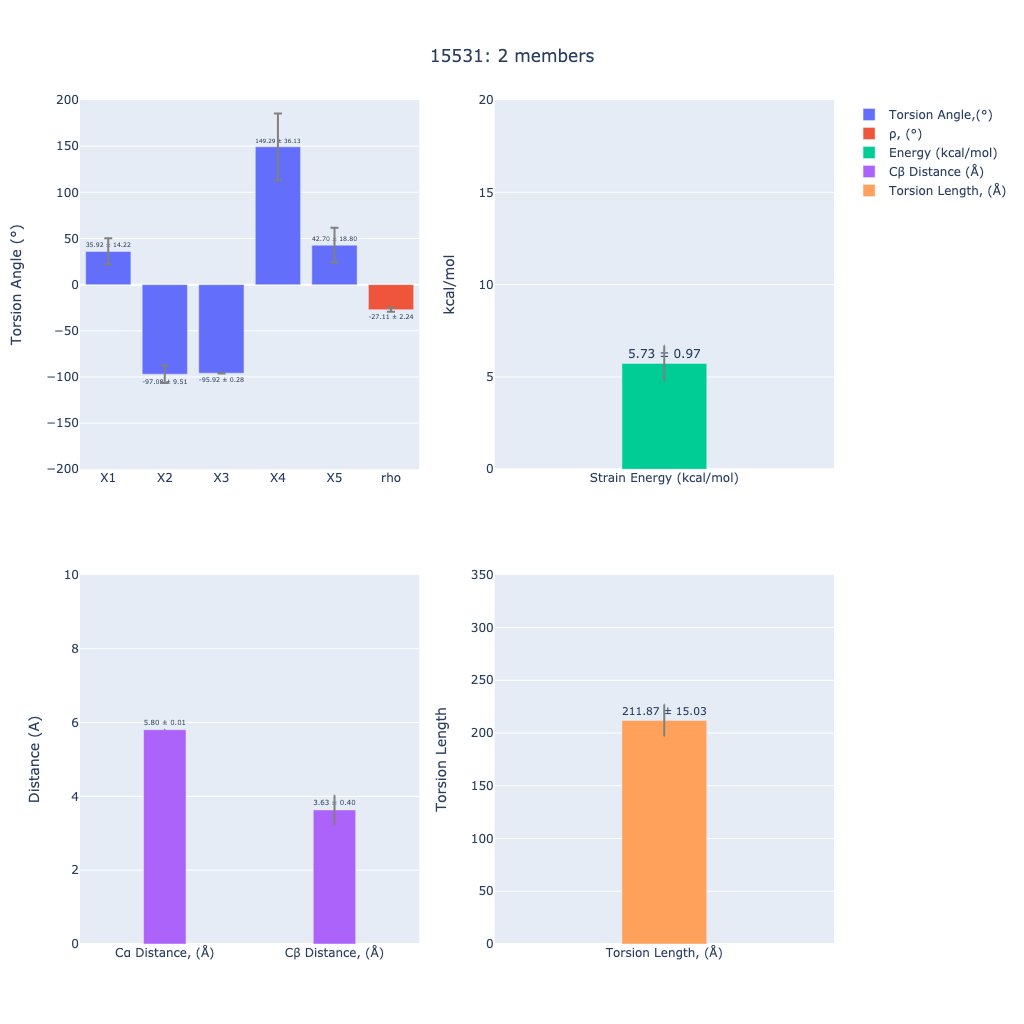 15531: 2 members
200
150
100
50
0
−50
−100
−150
−200
Torsion Angle (°)
35.92 ± 14.22
149.29 ± 36.13
42.70 ± 18.80
-95.92 ± 0.28
-27.11 ± 2.24
X1 X2 X3 X4 X5 rho
20
15
10
5
0
kcal/mol
5.73 ± 0.97
Strain Energy (kcal/mol)
Torsion Angle,(°)
ρ, (°)
Energy (kcal/mol)
Cβ Distance (Å)
Torsion Length, (Å)
10
8
6
4
2
0
Distance (A)
5.80 ± 0.01
3.63 ± 0.40
Cα Distance, (Å) Cβ Distance, (Å)
350
300
250
200
150
100
50
0
Torsion Length
211.87 ± 15.03
Torsion Length, (Å)